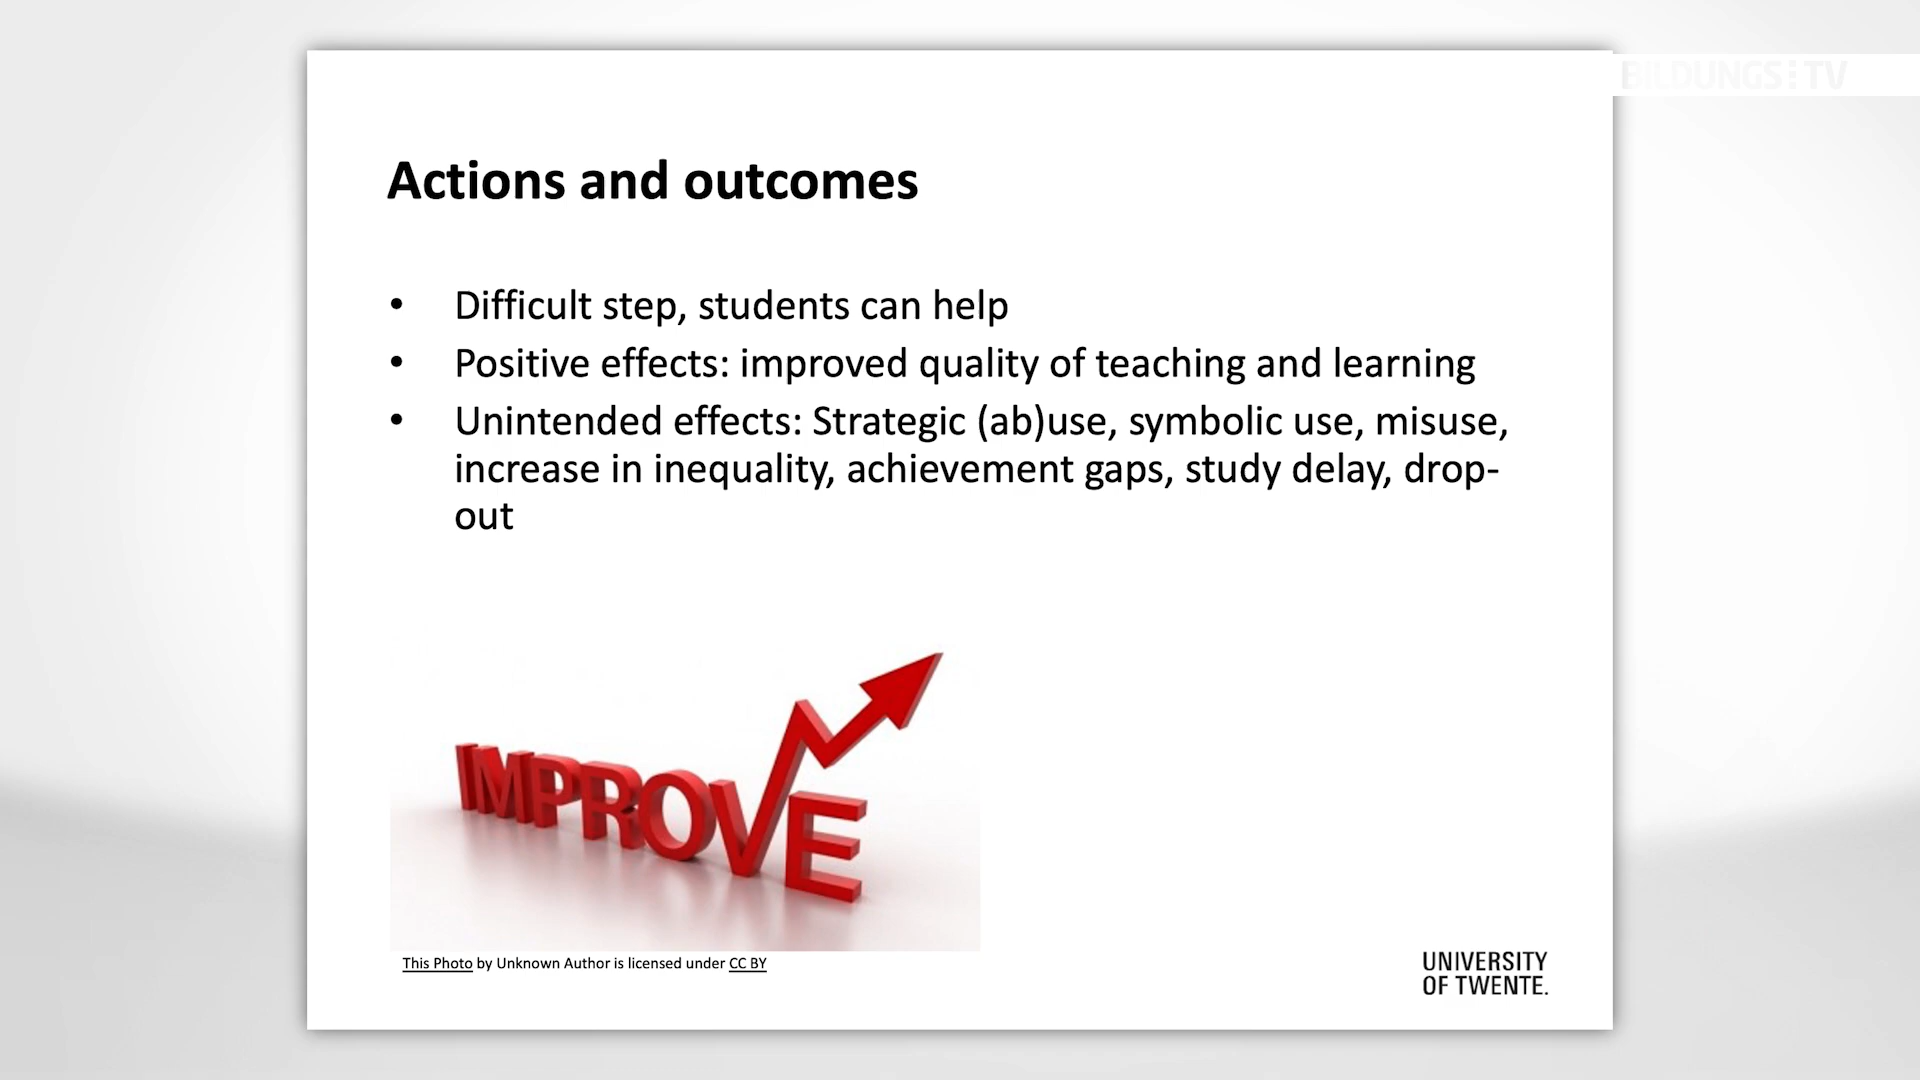 BILDUNGS TV
Actions and outcomes
• Difficult step, students can help
• Positive effects: improved quality of teaching and learning
• Unintended effects: Strategic (ab)use, symbolic use, misuse,
increase in inequality, achievement gaps, study delay, drop-
out
IMPROVE
This Photo by Unknown Author is licensed under CC BY
UNIVERSITY
OF TWENTE.